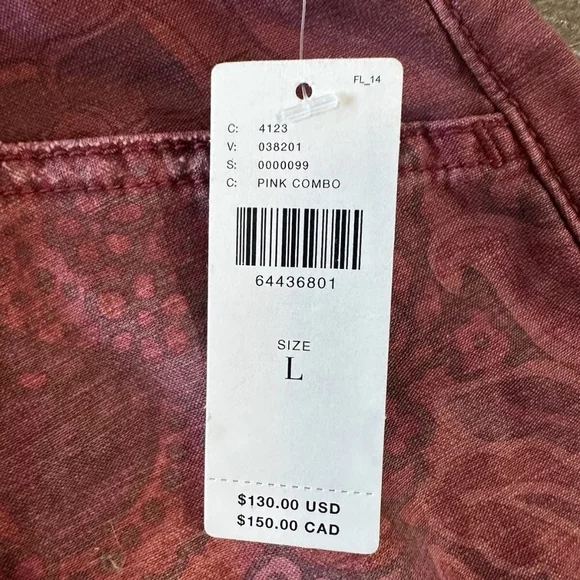 FL_14
C: 4123
V: 038201
S: 0000099
C: PINK COMBO
64436801
SIZE
L
$130.00 USD
$150.00 CAD